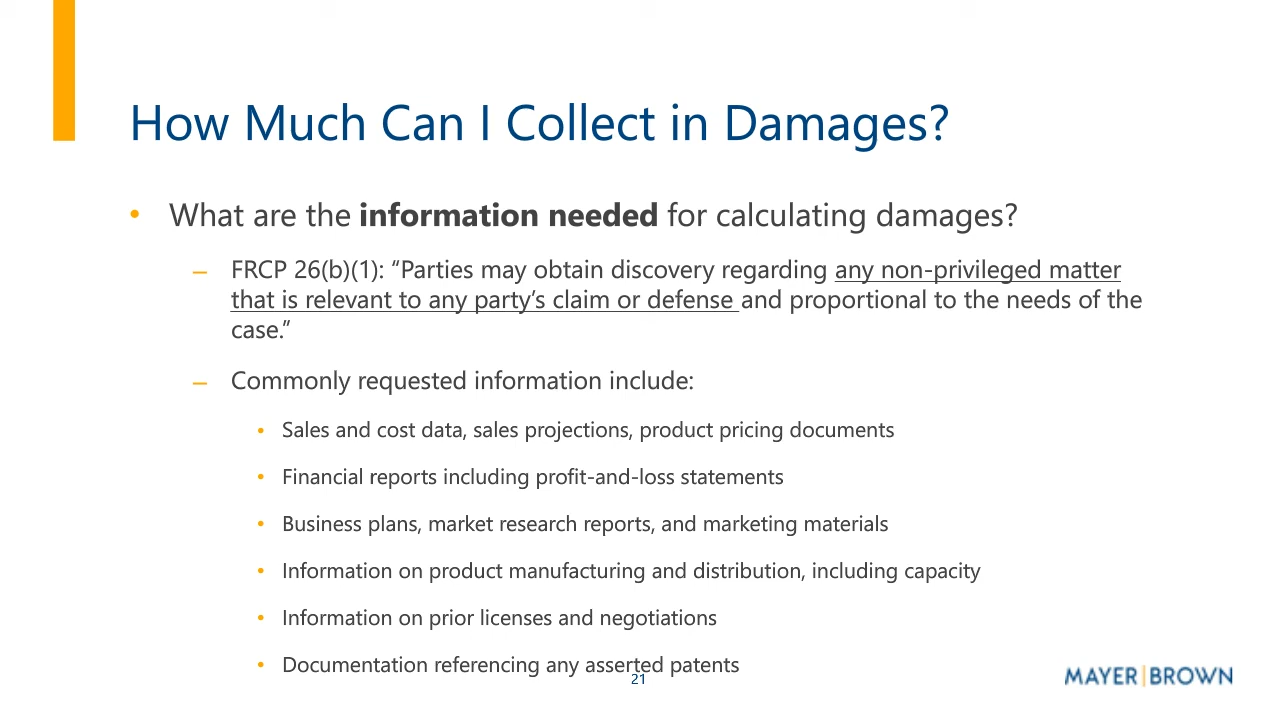 How Much Can I Collect in Damages?
• What are the information needed for calculating damages?
– FRCP 26(b)(1): “Parties may obtain discovery regarding any non-privileged matter
that is relevant to any party’s claim or defense and proportional to the needs of the
case.”
– Commonly requested information include:
• Sales and cost data, sales projections, product pricing documents
• Financial reports including profit-and-loss statements
• Business plans, market research reports, and marketing materials
• Information on product manufacturing and distribution, including capacity
• Information on prior licenses and negotiations
• Documentation referencing any asserted patents
21
MAYER|BROWN